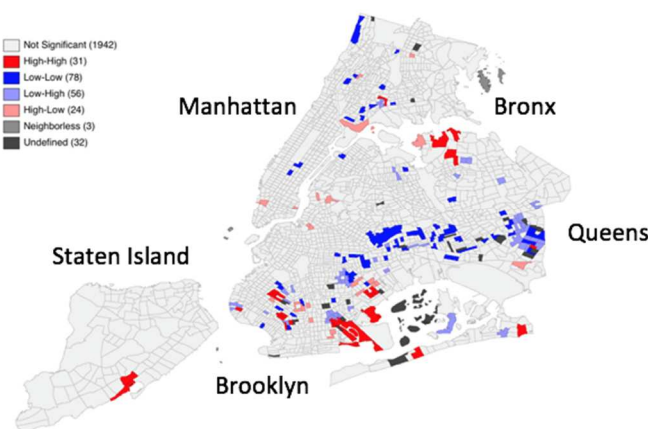 Not Significant (1942)
High-High (31)
Low-Low (78)
Low-High (56)
High-Low (24)
Neighborless (3)
Undefined (32)
Manhattan
Bronx
Queens
Staten Island
Brooklyn